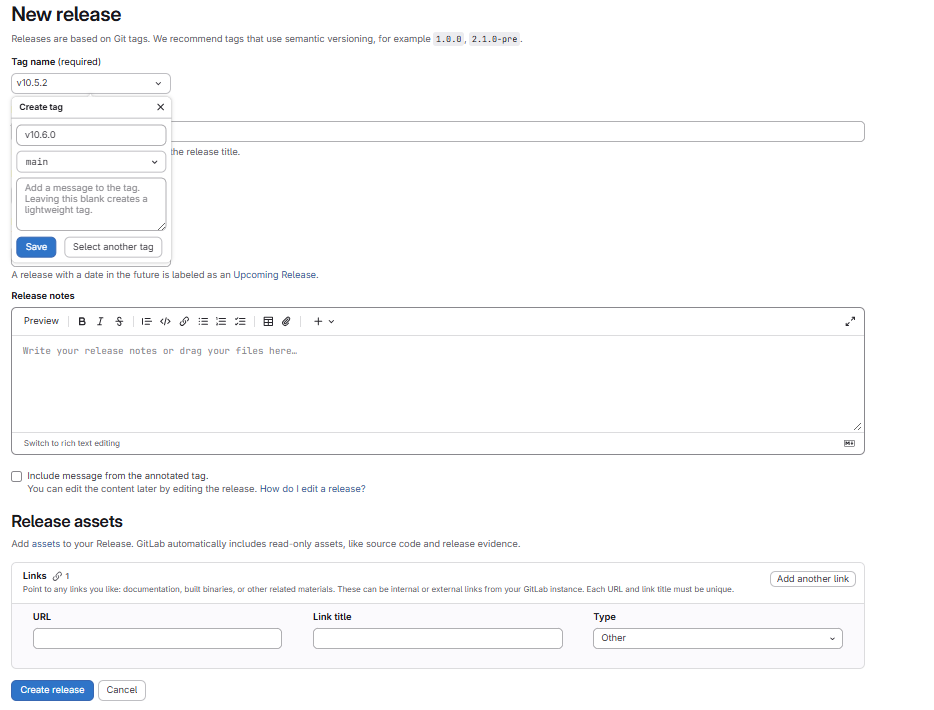 New release
Releases are based on Git tags. We recommend tags that use semantic versioning, for example 1.0.0, 2.1.0-pre.
Tag name (required)
v10.5.2
Create tag
v10.6.0
the release title.
main
Add a message to the tag.
Leaving this blank creates a
lightweight tag.
Save
Select another tag
A release with a date in the future is labeled as an Upcoming Release.
Release notes
Preview
Write your release notes or drag your files here…
Switch to rich text editing
Include message from the annotated tag.
You can edit the content later by editing the release. How do I edit a release?
Release assets
Add assets to your Release. GitLab automatically includes read-only assets, like source code and release evidence.
Links 1
Add another link
Point to any links you like: documentation, built binaries, or other related materials. These can be internal or external links from your GitLab instance. Each URL and link title must be unique.
URL Link title Type
Other
Create release Cancel